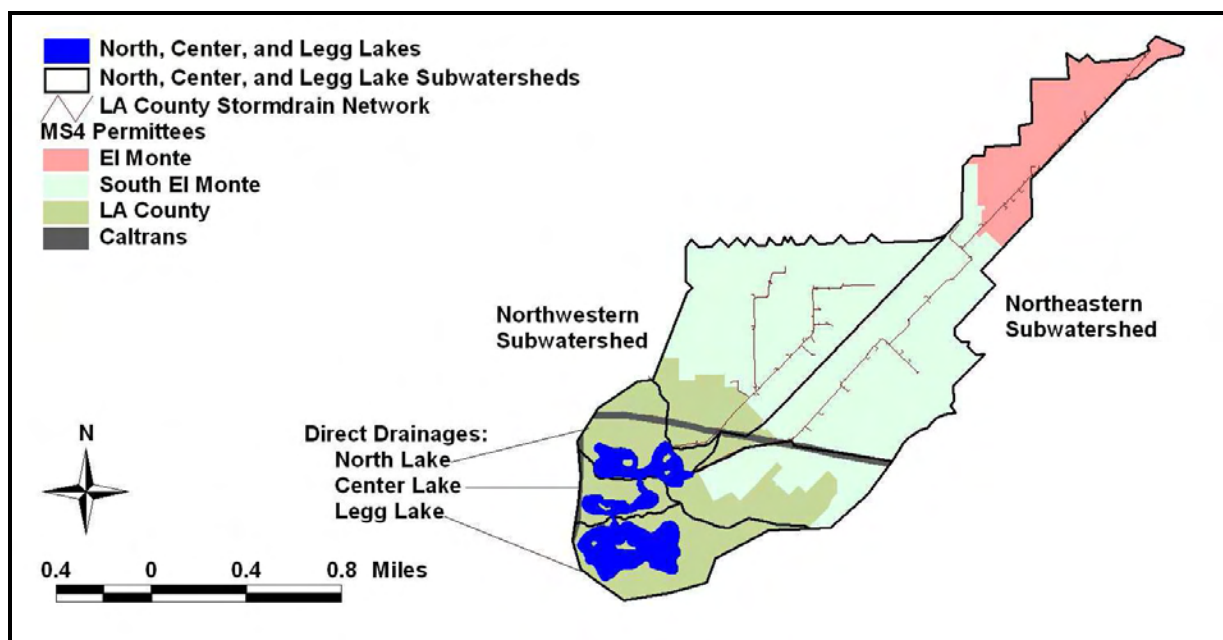 North, Center, and Legg Lakes
North, Center, and Legg Lake Subwatersheds
LA County Stormdrain Network
MS4 Permittees
El Monte
South El Monte
LA County
Caltrans
Northwestern
Subwatershed
Northeastern
Subwatershed
Direct Drainages:
North Lake
Center Lake
Legg Lake
N
0.4 0 0.4 0.8 Miles